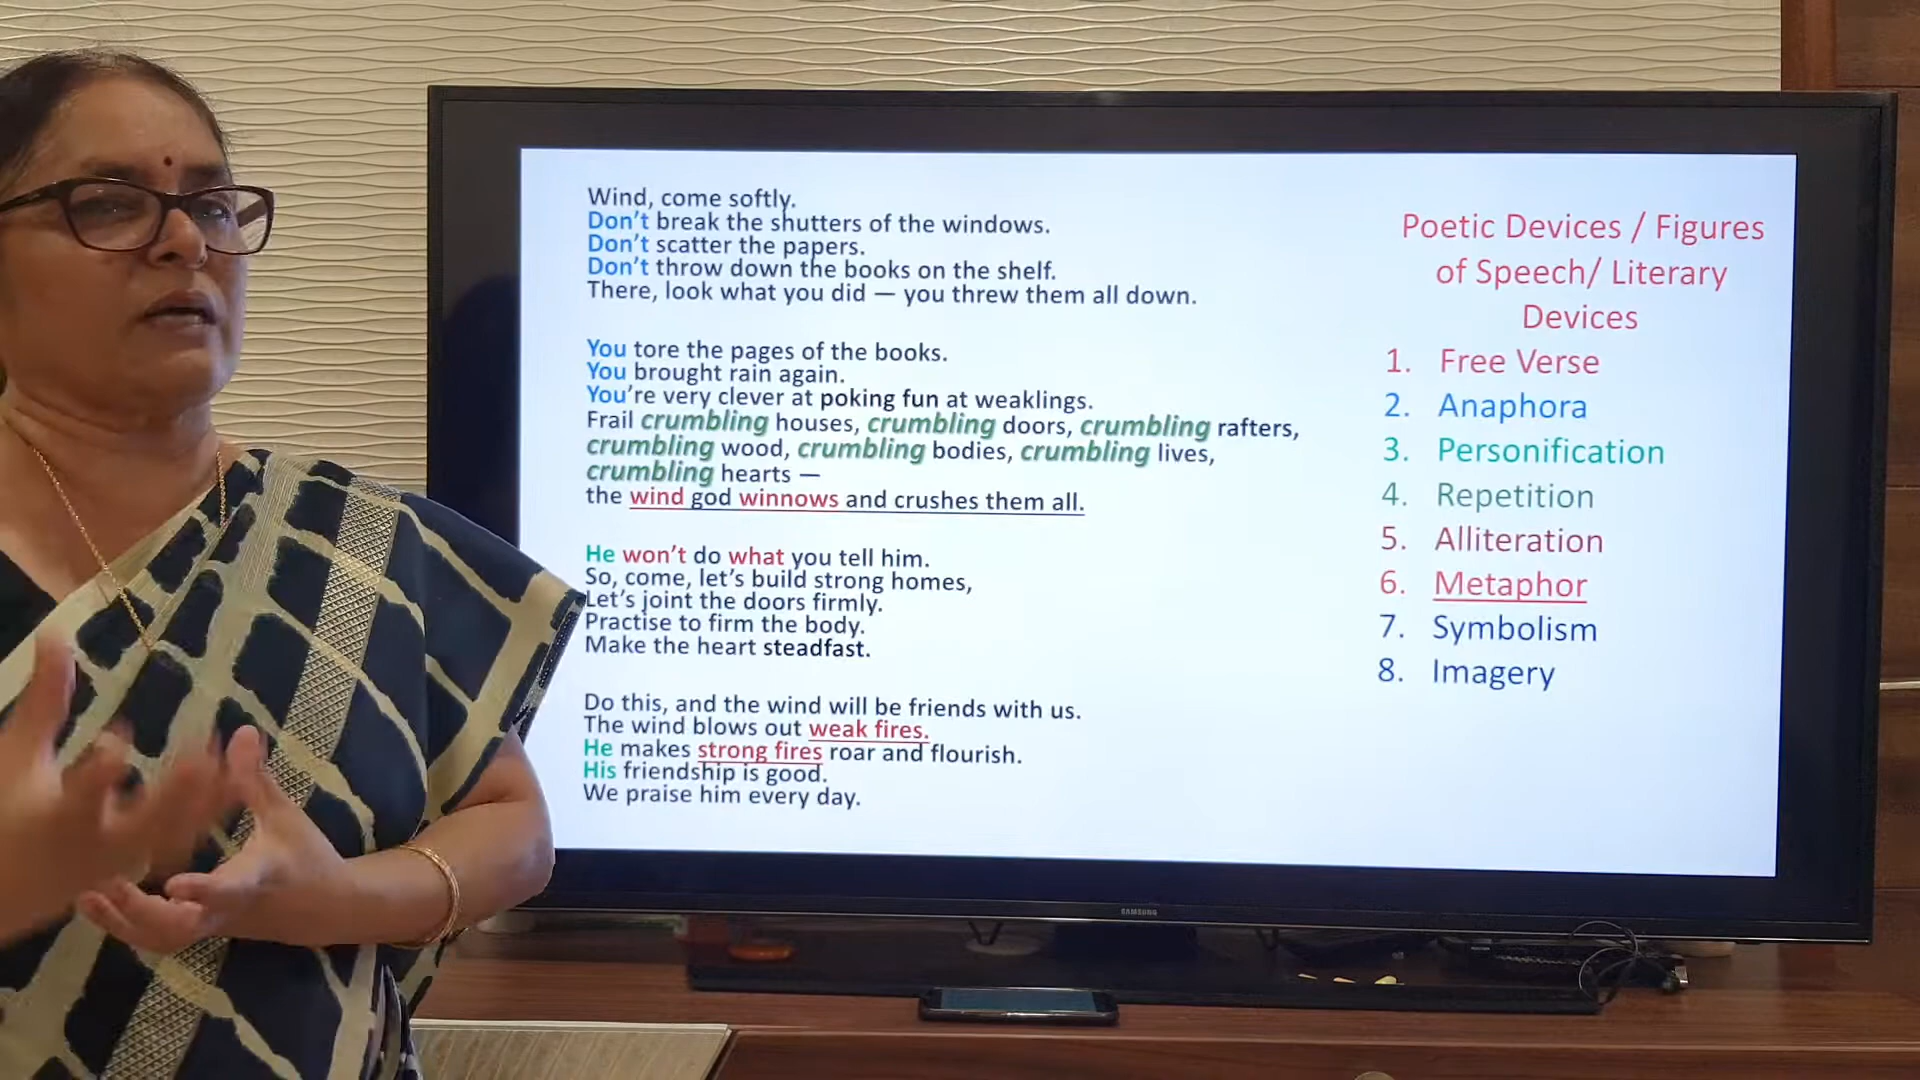 Wind, come softly.
Don't break the shutters of the windows.
Don't scatter the papers.
Don't throw down the books on the shelf.
There, look what you did — you threw them all down.
You tore the pages of the books.
You brought rain again.
You're very clever at poking fun at weaklings.
Frail crumbling houses, crumbling doors, crumbling rafters,
crumbling wood, crumbling bodies, crumbling lives,
crumbling hearts —
the wind god winnows and crushes them all.
He won't do what you tell him.
So, come, let's build strong homes,
Let's joint the doors firmly.
Practise to firm the body.
Make the heart steadfast.
Do this, and the wind will be friends with us.
The wind blows out weak fires.
He makes strong fires roar and flourish.
His friendship is good.
We praise him every day.
Poetic Devices / Figures
of Speech/ Literary
Devices
1. Free Verse
2. Anaphora
3. Personification
4. Repetition
5. Alliteration
6. Metaphor
7. Symbolism
8. Imagery
SAMSUNG